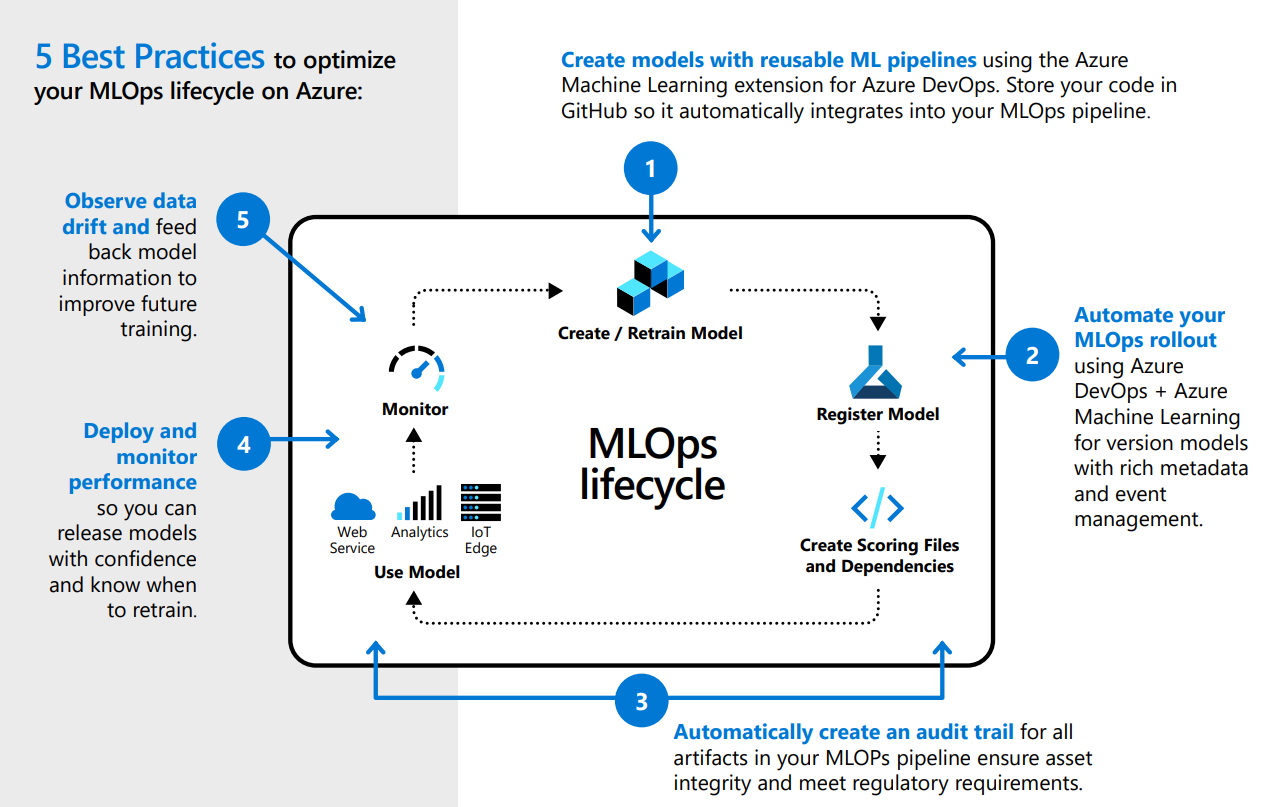 5 Best Practices to optimize
your MLOps lifecycle on Azure:
Create models with reusable ML pipelines using the Azure
Machine Learning extension for Azure DevOps. Store your code in
GitHub so it automatically integrates into your MLOps pipeline.
1
Observe data
drift and feed
back model
information to
improve future
training.
5
Create / Retrain Model
2
Automate your
MLOps rollout
using Azure
DevOps + Azure
Machine Learning
for version models
with rich metadata
and event
management.
Monitor
Register Model
MLOps
lifecycle
4
Deploy and
monitor
performance
so you can
release models
with confidence
and know when
to retrain.
Web
Service
Analytics
IoT
Edge
Use Model
Create Scoring Files
and Dependencies
3
Automatically create an audit trail for all
artifacts in your MLOPs pipeline ensure asset
integrity and meet regulatory requirements.